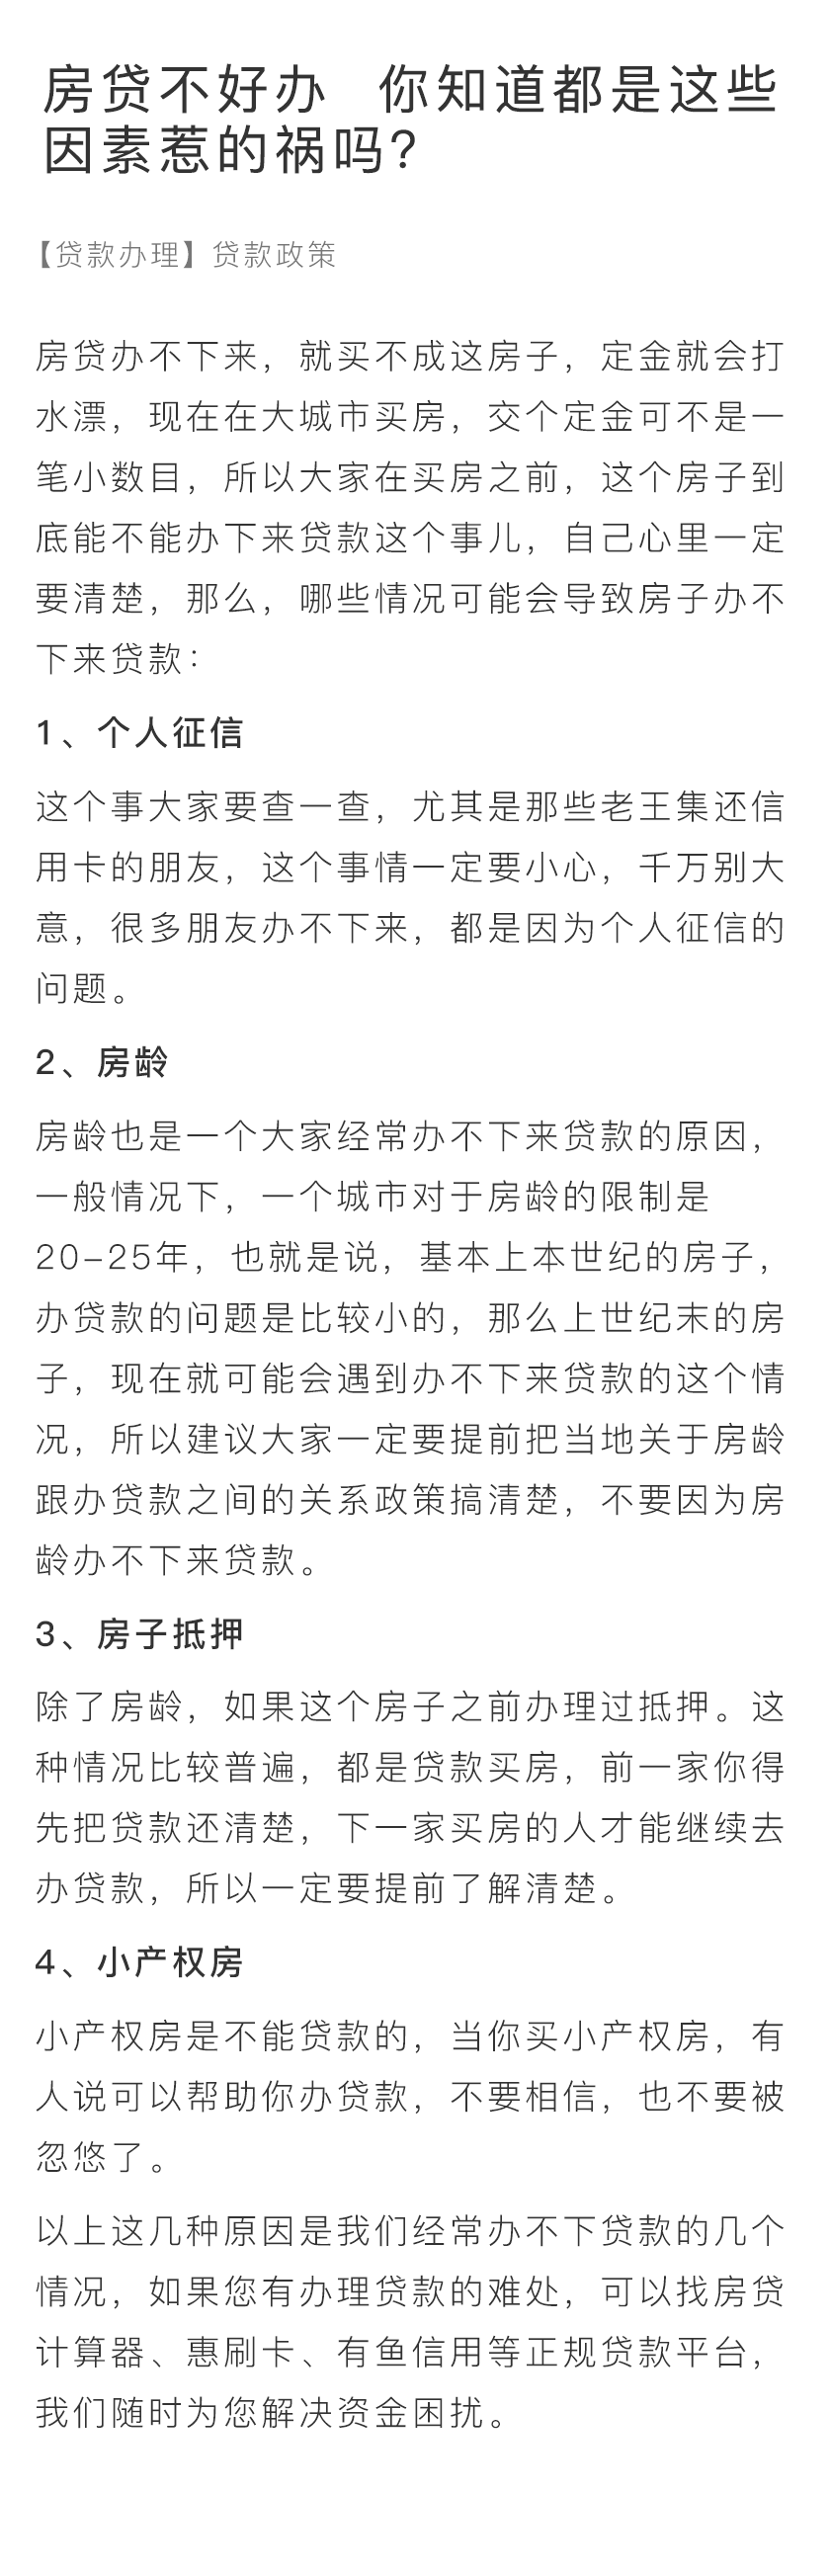 房贷不好办 你知道都是这些
因素惹的祸吗？
【贷款办理】贷款政策
房贷办不下来，就买不成这房子，定金就会打
水漂，现在在大城市买房，交个定金可不是一
笔小数目，所以大家在买房之前，这个房子到
底能不能办下来贷款这个事儿，自己心里一定
要清楚，那么，哪些情况可能会导致房子办不
下来贷款：
1、个人征信
这个事大家要查一查，尤其是那些老王集还信
用卡的朋友，这个事情一定要小心，千万别大
意，很多朋友办不下来，都是因为个人征信的
问题。
2、房龄
房龄也是一个大家经常办不下来贷款的原因，
一般情况下，一个城市对于房龄的限制是
20-25年，也就是说，基本上本世纪的房子，
办贷款的问题是比较小的，那么上世纪末的房
子，现在就可能会遇到办不下来贷款的这个情
况，所以建议大家一定要提前把当地关于房龄
跟办贷款之间的关系政策搞清楚，不要因为房
龄办不下来贷款。
3、房子抵押
除了房龄，如果这个房子之前办理过抵押。这
种情况比较普遍，都是贷款买房，前一家你得
先把贷款还清楚，下一家买房的人才能继续去
办贷款，所以一定要提前了解清楚。
4、小产权房
小产权房是不能贷款的，当你买小产权房，有
人说可以帮助你办贷款，不要相信，也不要被
忽悠了。
以上这几种原因是我们经常办不下贷款的几个
情况，如果您有办理贷款的难处，可以找房贷
计算器、惠刷卡、有鱼信用等正规贷款平台，
我们随时为您解决资金困扰。